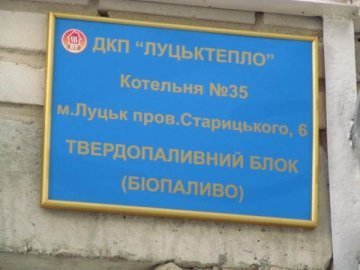 ДКП "ЛУЦЬКТЕПЛО"
Котельня №35
м.Луцьк пров.Старицького, 6
ТВЕРДОПАЛИВНИЙ БЛОК
(БІОПАЛИВО)